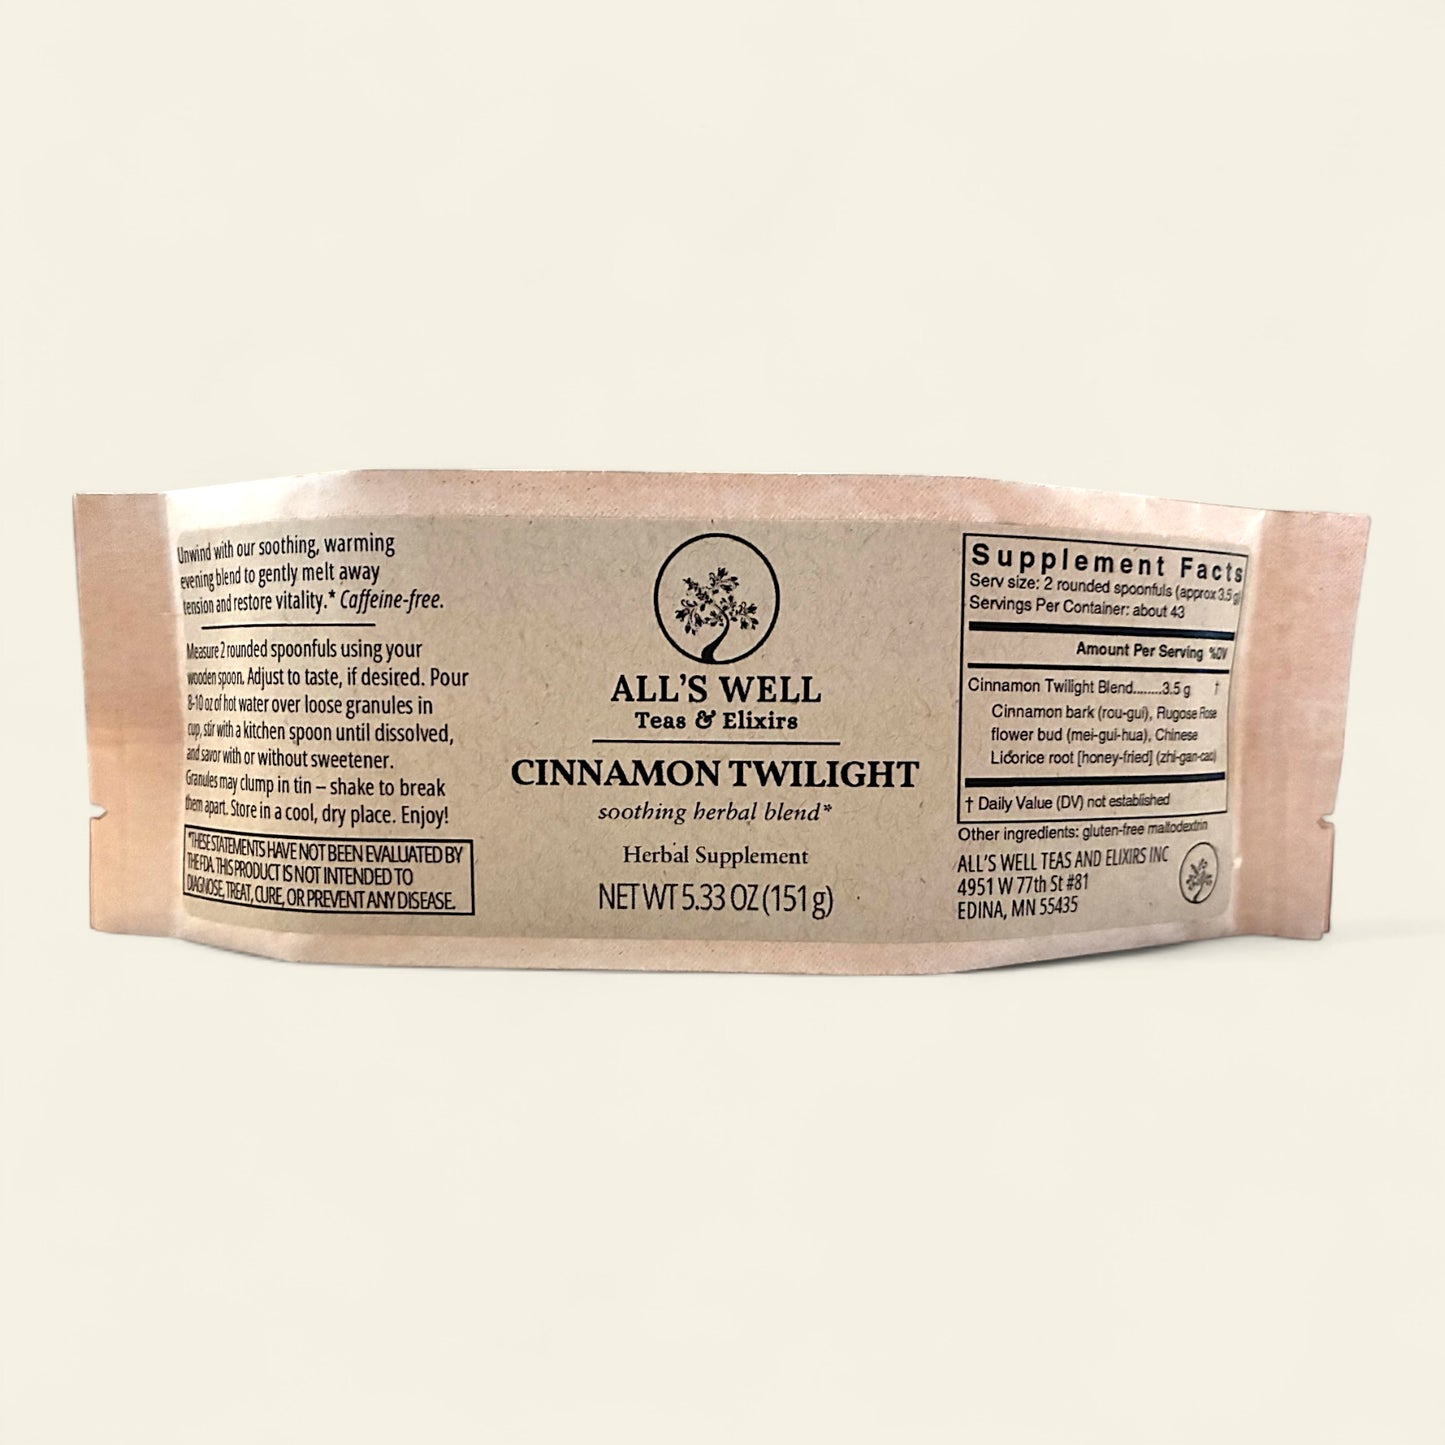 Unwind with our soothing, warming
evening blend to gently melt away
tension and restore vitality.* Caffeine-free.
Measure 2 rounded spoonfuls using your
wooden spoon. Adjust to taste, if desired. Pour
8-10 oz of hot water over loose granules in
cup, stir with a kitchen spoon until dissolved,
and savor with or without sweetener.
Granules may clump in tin – shake to break
them apart. Store in a cool, dry place. Enjoy!
*THESE STATEMENTS HAVE NOT BEEN EVALUATED BY
THE FDA. THIS PRODUCT IS NOT INTENDED TO
DIAGNOSE, TREAT, CURE, OR PREVENT ANY DISEASE.
ALL'S WELL
Teas & Elixirs
CINNAMON TWILIGHT
soothing herbal blend*
Herbal Supplement
NET WT 5.33 OZ (151 g)
Supplement Facts
Serv size: 2 rounded spoonfuls (approx 3.5 g)
Servings Per Container: about 43
Amount Per Serving %DV
Cinnamon Twilight Blend........3.5 g †
Cinnamon bark (rou-gui), Rugose Rose
flower bud (mei-gui-hua), Chinese
Licorice root [honey-fried] (zhi-gan-cao)
† Daily Value (DV) not established
Other ingredients: gluten-free maltodextrin
ALL'S WELL TEAS AND ELIXIRS INC
4951 W 77th St #81
EDINA, MN 55435